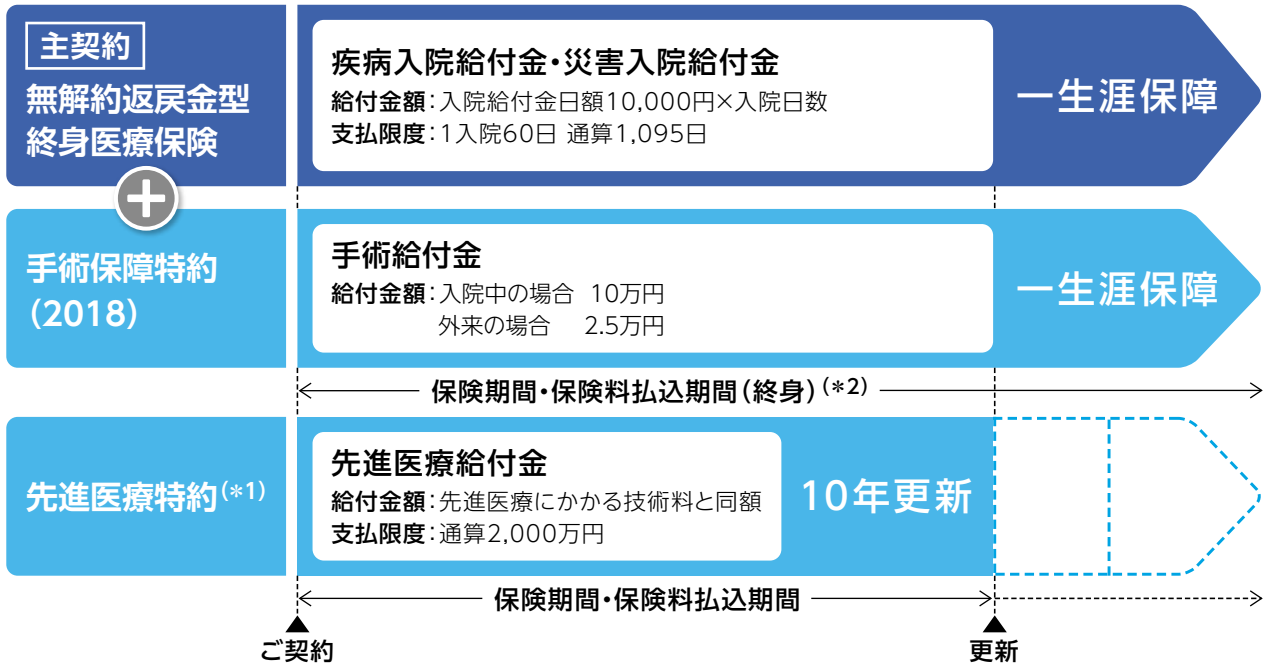 主契約
無解約返戻金型
終身医療保険
疾病入院給付金・災害入院給付金
給付金額：入院給付金日額10,000円×入院日数
支払限度：1入院60日 通算1,095日
一生涯保障
+
手術保障特約
(2018)
手術給付金
給付金額：入院中の場合 10万円
外来の場合 2.5万円
一生涯保障
保険期間・保険料払込期間(終身)(*2)
先進医療特約(*1)
先進医療給付金
給付金額：先進医療にかかる技術料と同額
支払限度：通算2,000万円
10年更新
保険期間・保険料払込期間
ご契約
更新